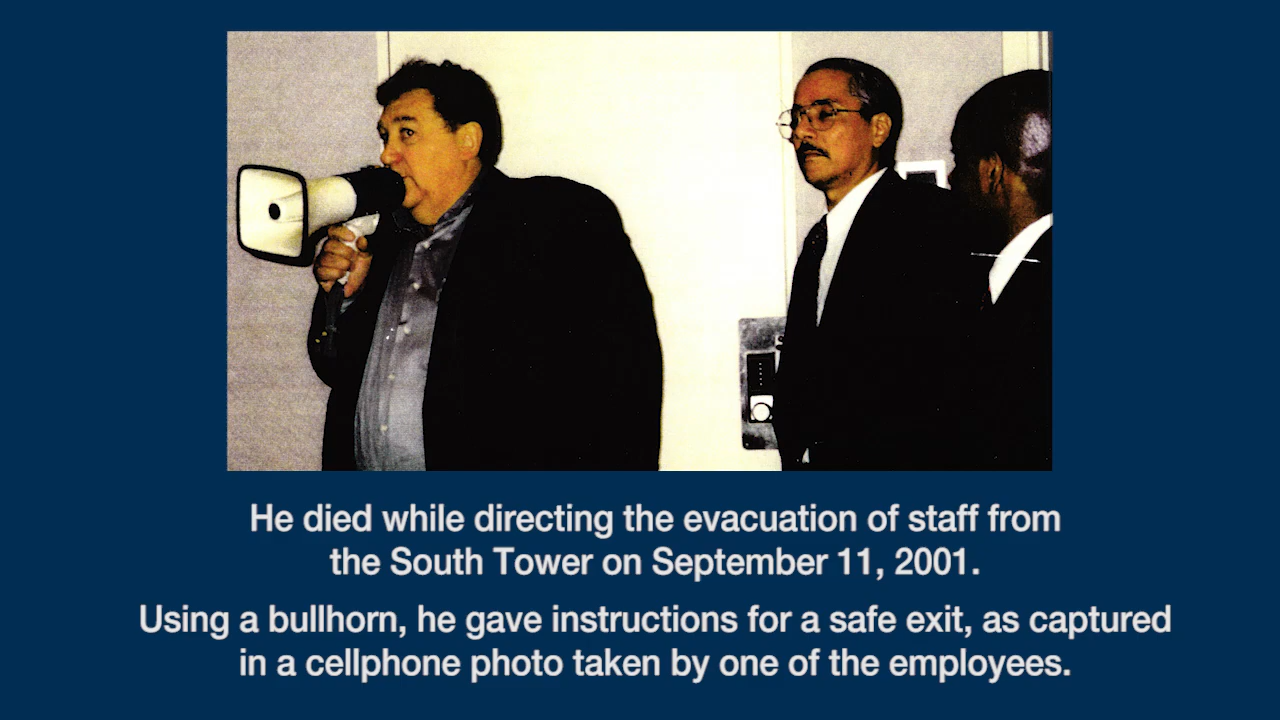 He died while directing the evacuation of staff from
the South Tower on September 11, 2001.
Using a bullhorn, he gave instructions for a safe exit, as captured
in a cellphone photo taken by one of the employees.